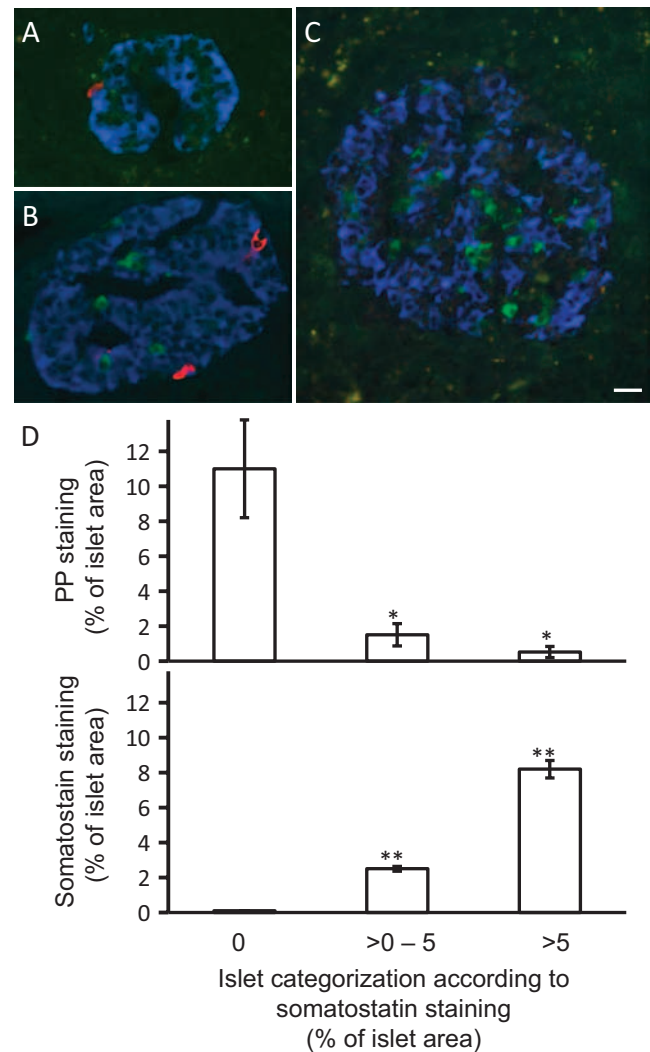 A
B
C
D
PP staining
(% of islet area)
12
10
8
6
4
2
0
*
*
Somatostain staining
(% of islet area)
12
10
8
6
4
2
0
**
**
0
>0 – 5
>5
Islet categorization according to
somatostatin staining
(% of islet area)